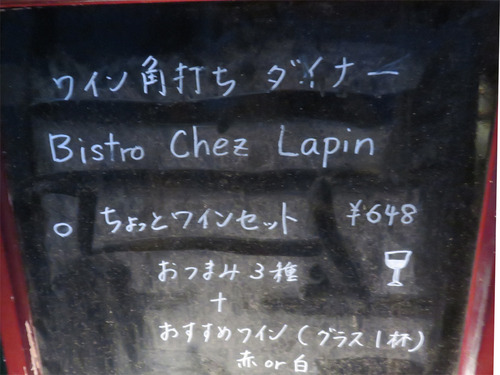 ワイン角打ち ダイナー
Bistro Chez Lapin
○ ちょっとワインセット ¥648
おつまみ3種
+
おすすめワイン(グラス1杯)
赤or白